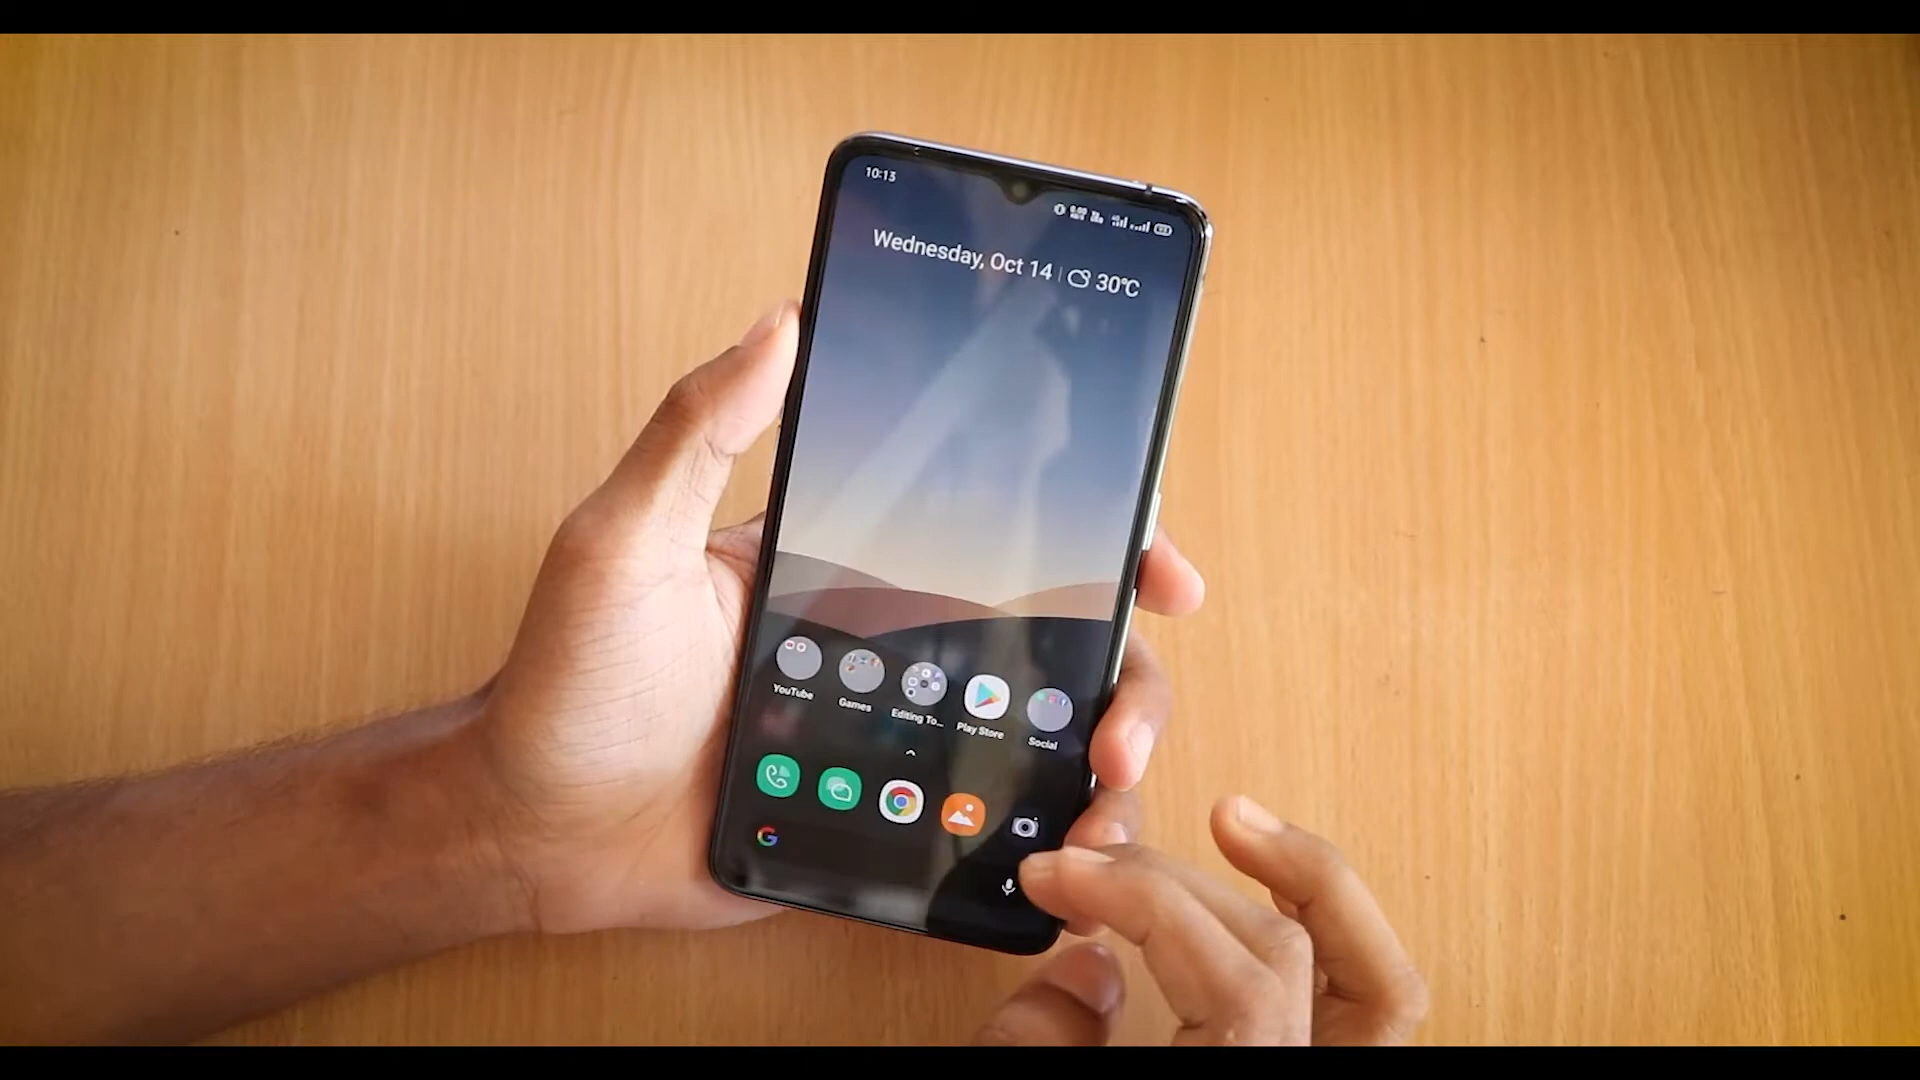 10:13
Wednesday, Oct 14 | 30°C
YouTube
Games
Editing To...
Play Store
Social
G